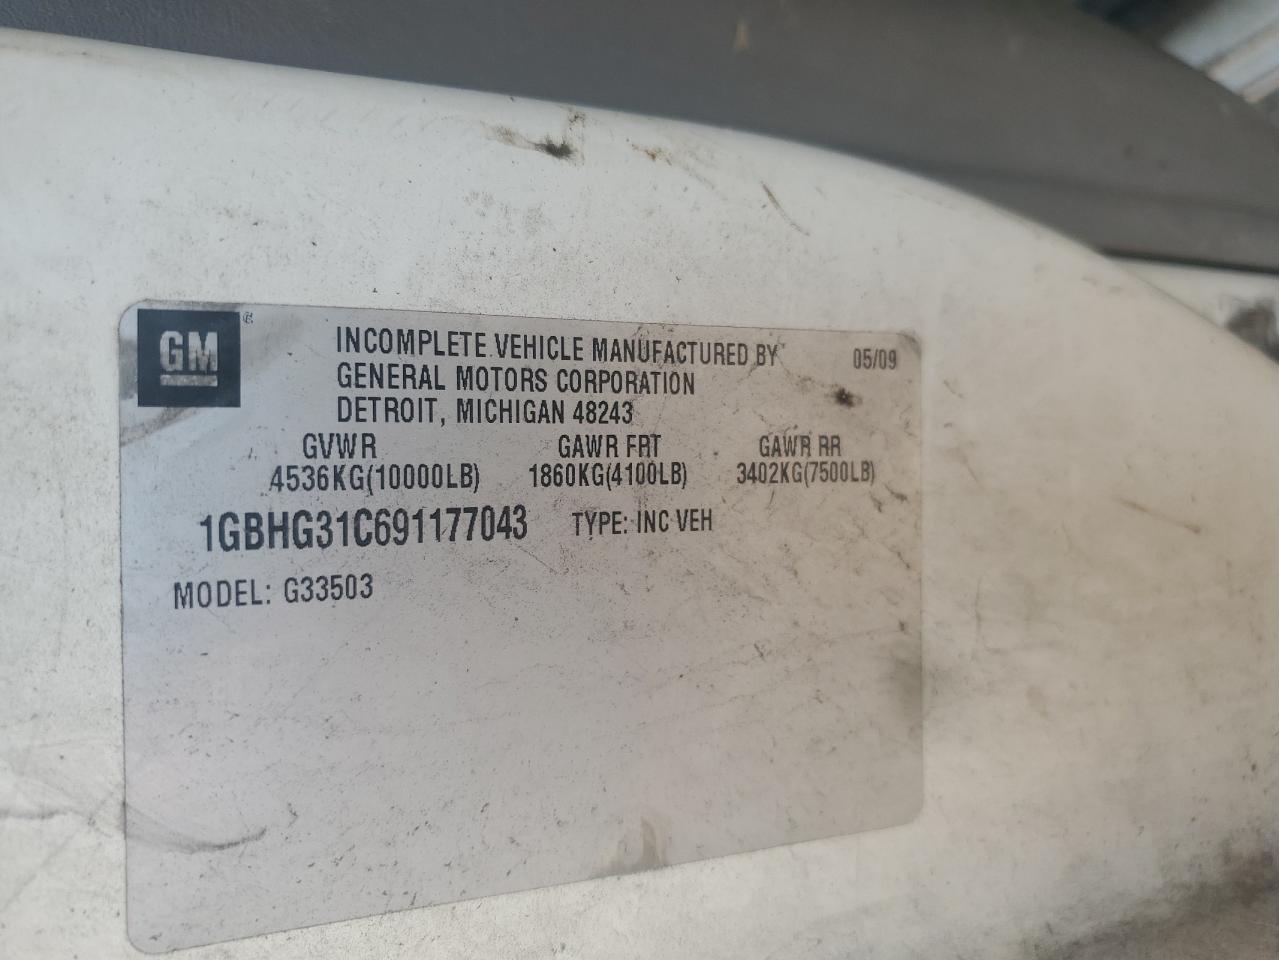 GM ®
INCOMPLETE VEHICLE MANUFACTURED BY 05/09
GENERAL MOTORS CORPORATION
DETROIT, MICHIGAN 48243
GVWR GAWR FRT GAWR RR
4536KG(10000LB) 1860KG(4100LB) 3402KG(7500LB)
1GBHG31C691177043 TYPE: INC VEH
MODEL: G33503